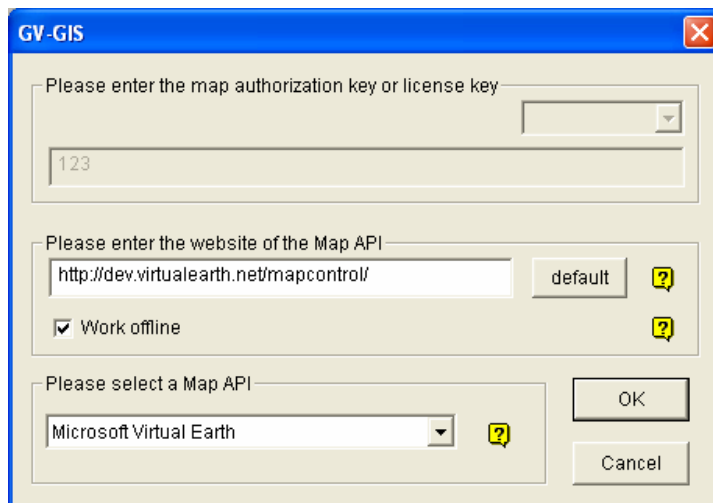 GV-GIS
Please enter the map authorization key or license key
123
Please enter the website of the Map API
http://dev.virtualearth.net/mapcontrol/
default
?
Work offline
?
Please select a Map API
Microsoft Virtual Earth
?
OK
Cancel